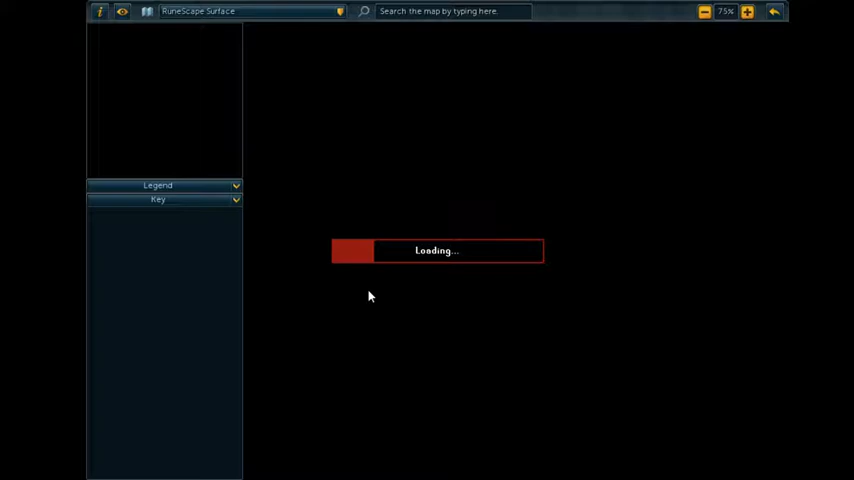 i
RuneScape Surface
Search the map by typing here.
75%
Legend
Key
Loading...